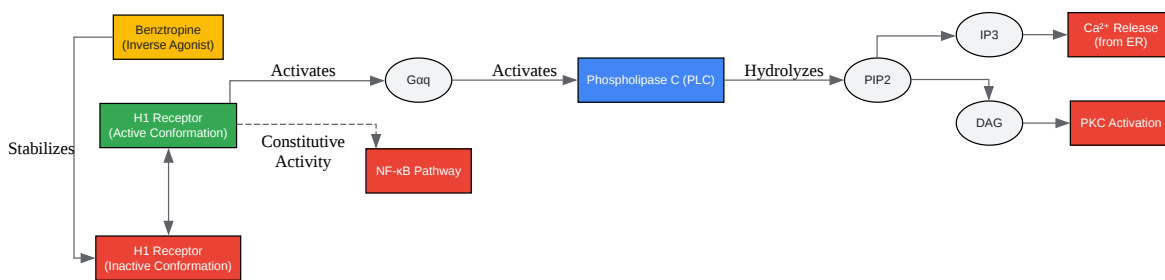 Benztropine
(Inverse Agonist)
IP3
Ca²⁺ Release
(from ER)
Activates
Activates
Hydrolyzes
Gαq
Phospholipase C (PLC)
PIP2
H1 Receptor
(Active Conformation)
DAG
PKC Activation
Stabilizes
Constitutive
Activity
NF-κB Pathway
H1 Receptor
(Inactive Conformation)